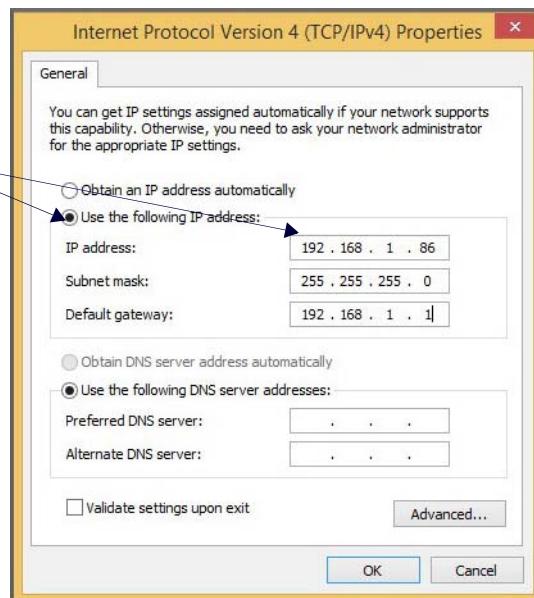 Internet Protocol Version 4 (TCP/IPv4) Properties
General
You can get IP settings assigned automatically if your network supports
this capability. Otherwise, you need to ask your network administrator
for the appropriate IP settings.
Obtain an IP address automatically
Use the following IP address:
IP address: 192 . 168 . 1 . 86
Subnet mask: 255 . 255 . 255 . 0
Default gateway: 192 . 168 . 1 . 1
Obtain DNS server address automatically
Use the following DNS server addresses:
Preferred DNS server: . . .
Alternate DNS server: . . .
Validate settings upon exit
Advanced...
OK Cancel